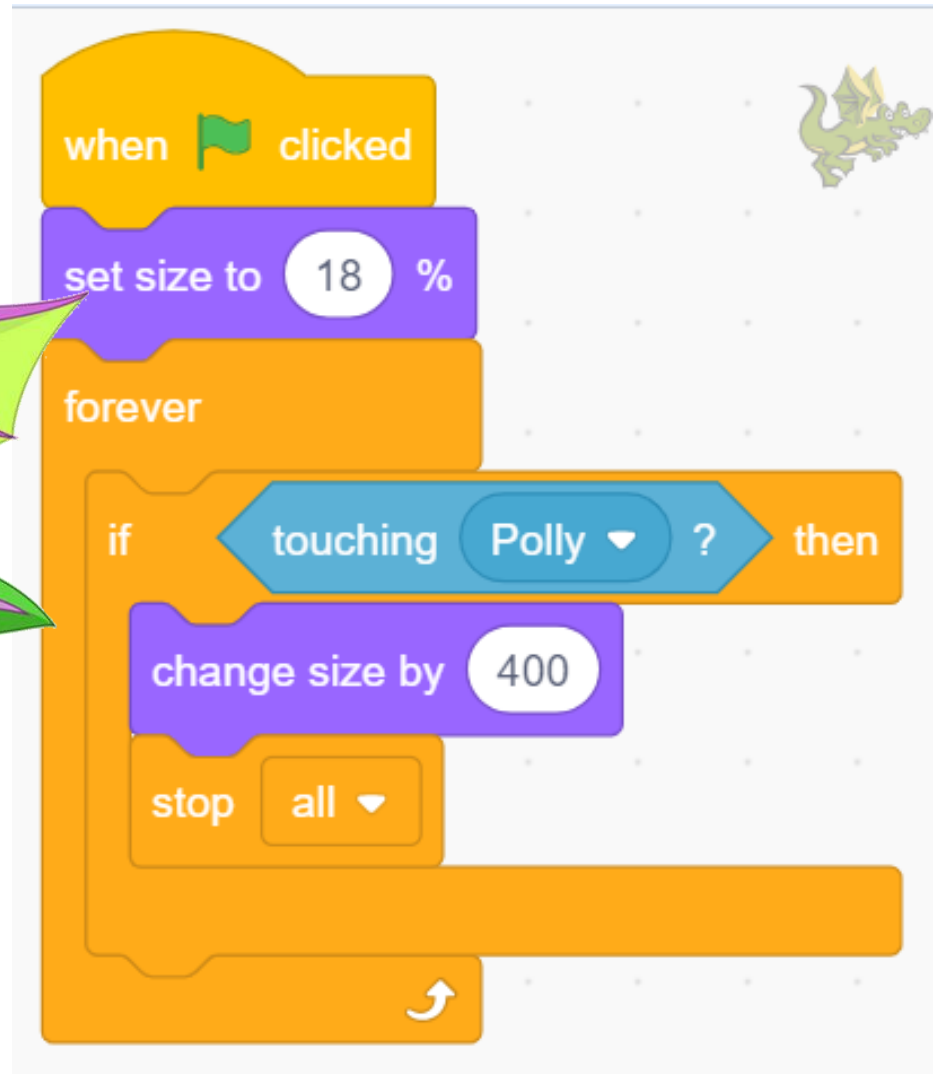 when clicked
set size to 18 %
forever
if touching Polly ? then
change size by 400
stop all